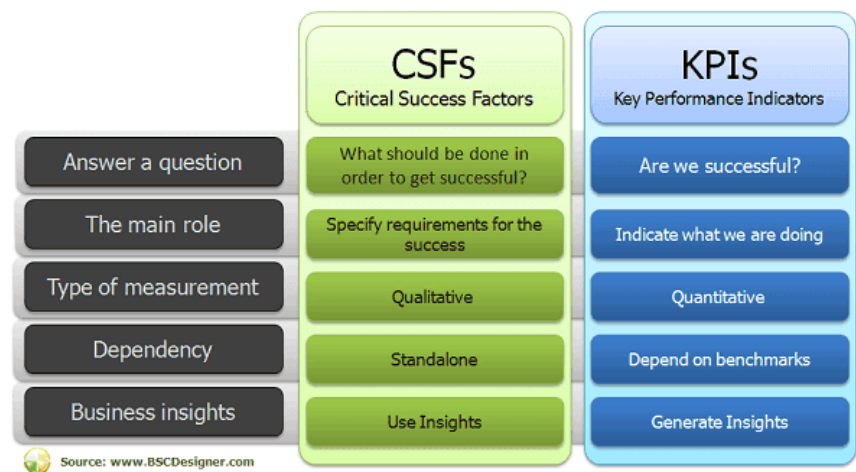 CSFs
Critical Success Factors
KPIs
Key Performance Indicators
Answer a question
What should be done in
order to get successful?
Are we successful?
The main role
Specify requirements for the
success
Indicate what we are doing
Type of measurement
Qualitative
Quantitative
Dependency
Standalone
Depend on benchmarks
Business insights
Use Insights
Generate Insights
Source: www.BSCDesigner.com